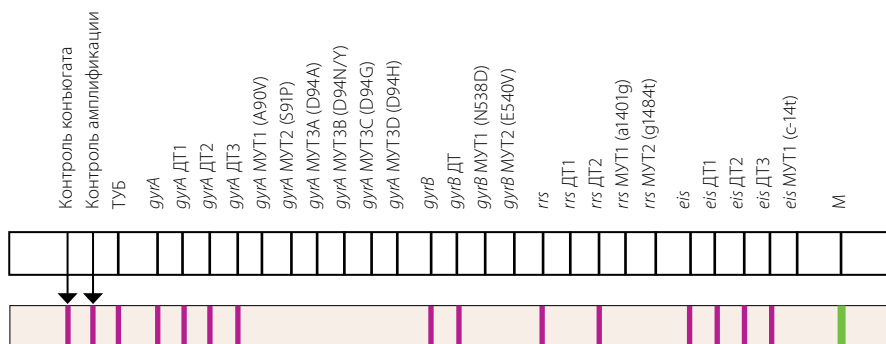 Контроль конъюгата
Контроль амплификации
ТУБ
gyrA
gyrA ДТ1
gyrA ДТ2
gyrA ДТ3
gyrA МУТ1 (A90V)
gyrA МУТ2 (S91P)
gyrA МУТ3A (D94A)
gyrA МУТ3B (D94N/Y)
gyrA МУТ3C (D94G)
gyrA МУТ3D (D94H)
gyrB
gyrB ДТ
gyrB МУТ1 (N538D)
gyrB МУТ2 (E540V)
rrs
rrs ДТ1
rrs ДТ2
rrs МУТ1 (a1401g)
rrs МУТ2 (g1484t)
eis
eis ДТ1
eis ДТ2
eis ДТ3
eis МУТ1 (c-14t)
М